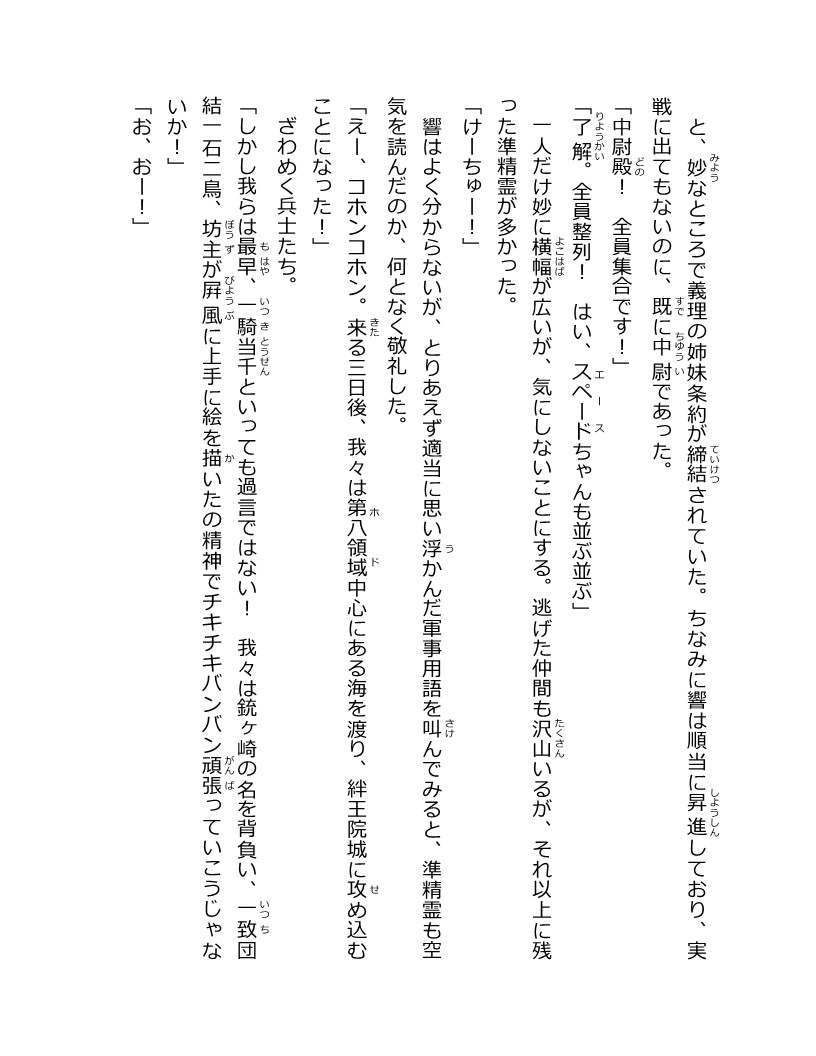 と、妙なところで義理の姉妹条約が締結されていた。ちなみに響は順当に昇進しており、実
戦に出てもないのに、既に中尉であった。
「中尉殿！　全員集合です！」
「了解。全員整列！　はい、スペードちゃんも並ぶ並ぶ」
一人だけ妙に横幅が広いが、気にしないことにする。逃げた仲間も沢山いるが、それ以上に残
った準精霊が多かった。
「けーちゅー！」
響はよく分からないが、とりあえず適当に思い浮かんだ軍事用語を叫んでみると、準精霊も空
気を読んだのか、何となく敬礼した。
「えー、コホンコホン。来る三日後、我々は第八領域中心にある海を渡り、絆王院城に攻め込む
ことになった！」
ざわめく兵士たち。
「しかし我らは最早、一騎当千といっても過言ではない！　我々は銃ヶ崎の名を背負い、一致団
結一石二鳥、坊主が屛風に上手に絵を描いたの精神でチキチキバンバン頑張っていこうじゃな
いか！」
「お、おー！」